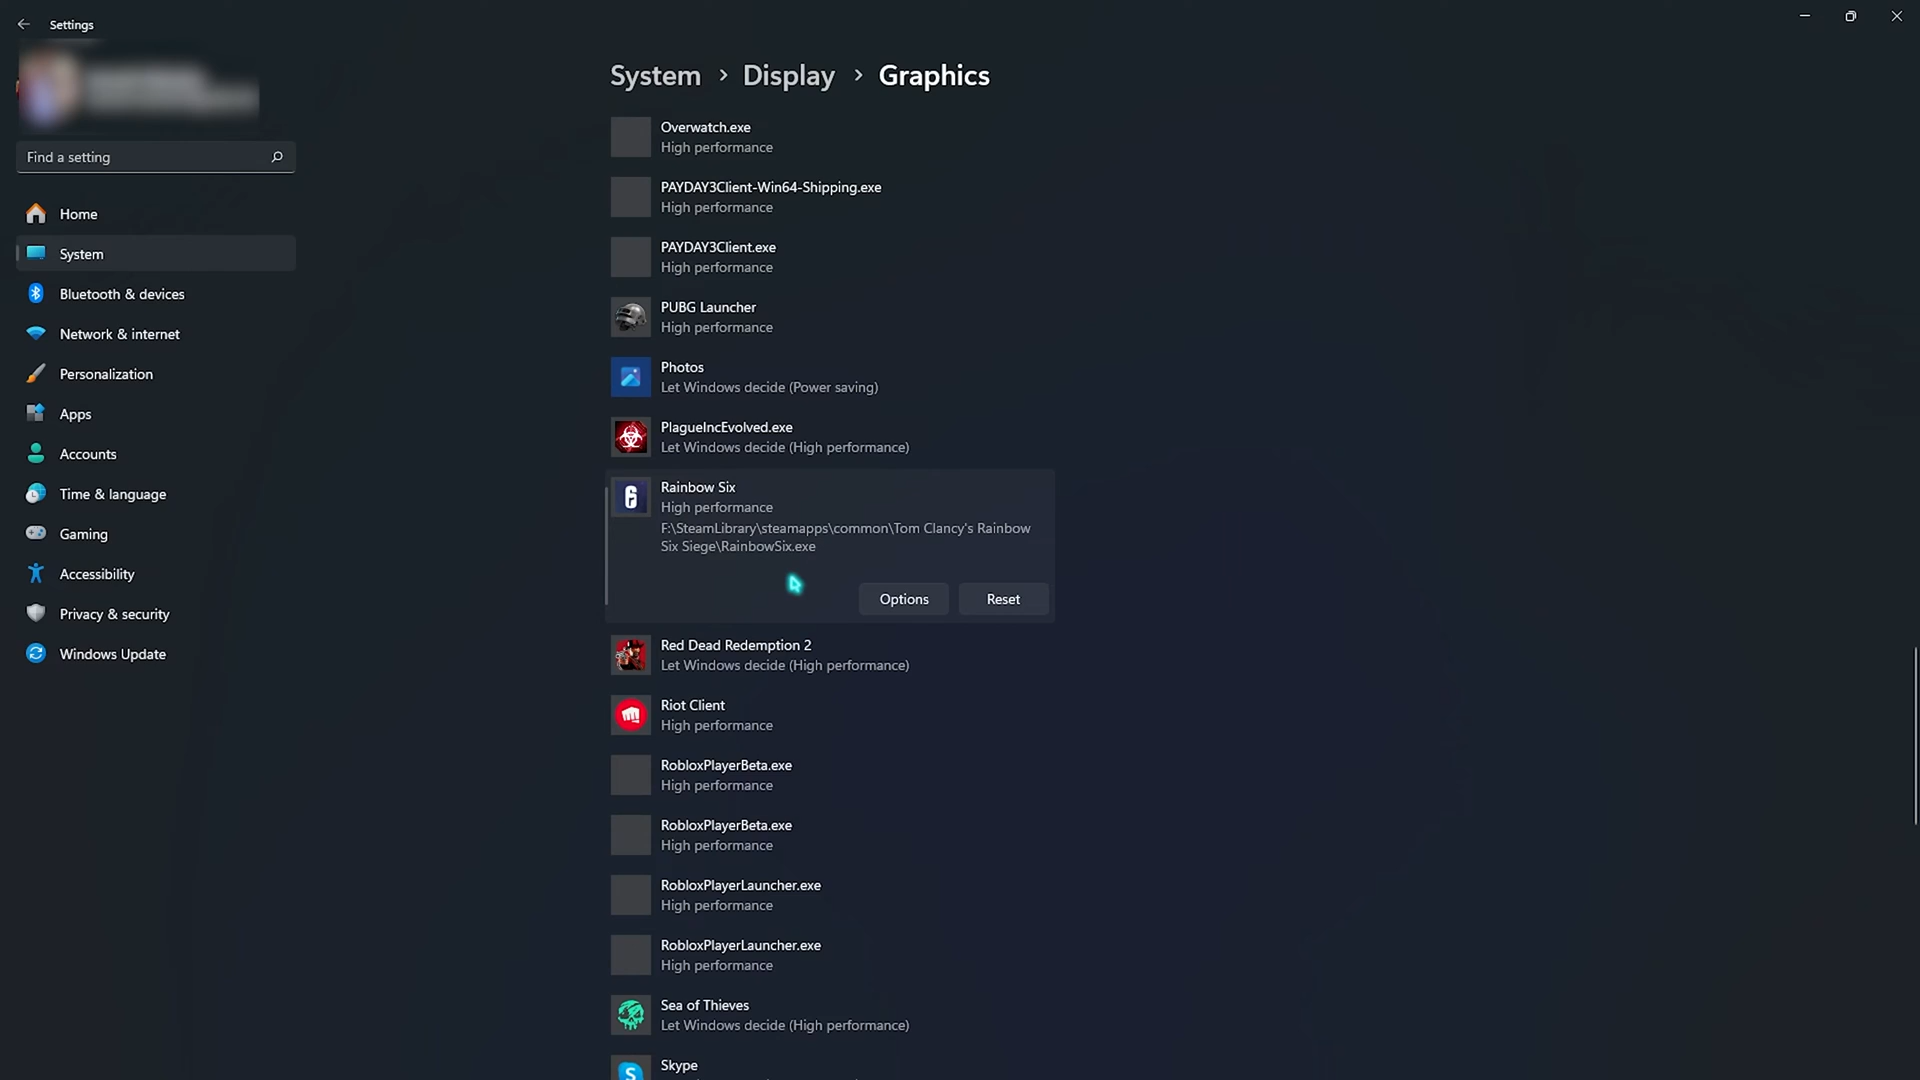 Settings
System > Display > Graphics
Find a setting
Home
System
Bluetooth & devices
Network & internet
Personalization
Apps
Accounts
Time & language
Gaming
Accessibility
Privacy & security
Windows Update
Overwatch.exe
High performance
PAYDAY3Client-Win64-Shipping.exe
High performance
PAYDAY3Client.exe
High performance
PUBG Launcher
High performance
Photos
Let Windows decide (Power saving)
PlagueIncEvolved.exe
Let Windows decide (High performance)
Rainbow Six
High performance
F:\SteamLibrary\steamapps\common\Tom Clancy's Rainbow
Six Siege\RainbowSix.exe
Options
Reset
Red Dead Redemption 2
Let Windows decide (High performance)
Riot Client
High performance
RobloxPlayerBeta.exe
High performance
RobloxPlayerBeta.exe
High performance
RobloxPlayerLauncher.exe
High performance
RobloxPlayerLauncher.exe
High performance
Sea of Thieves
Let Windows decide (High performance)
Skype